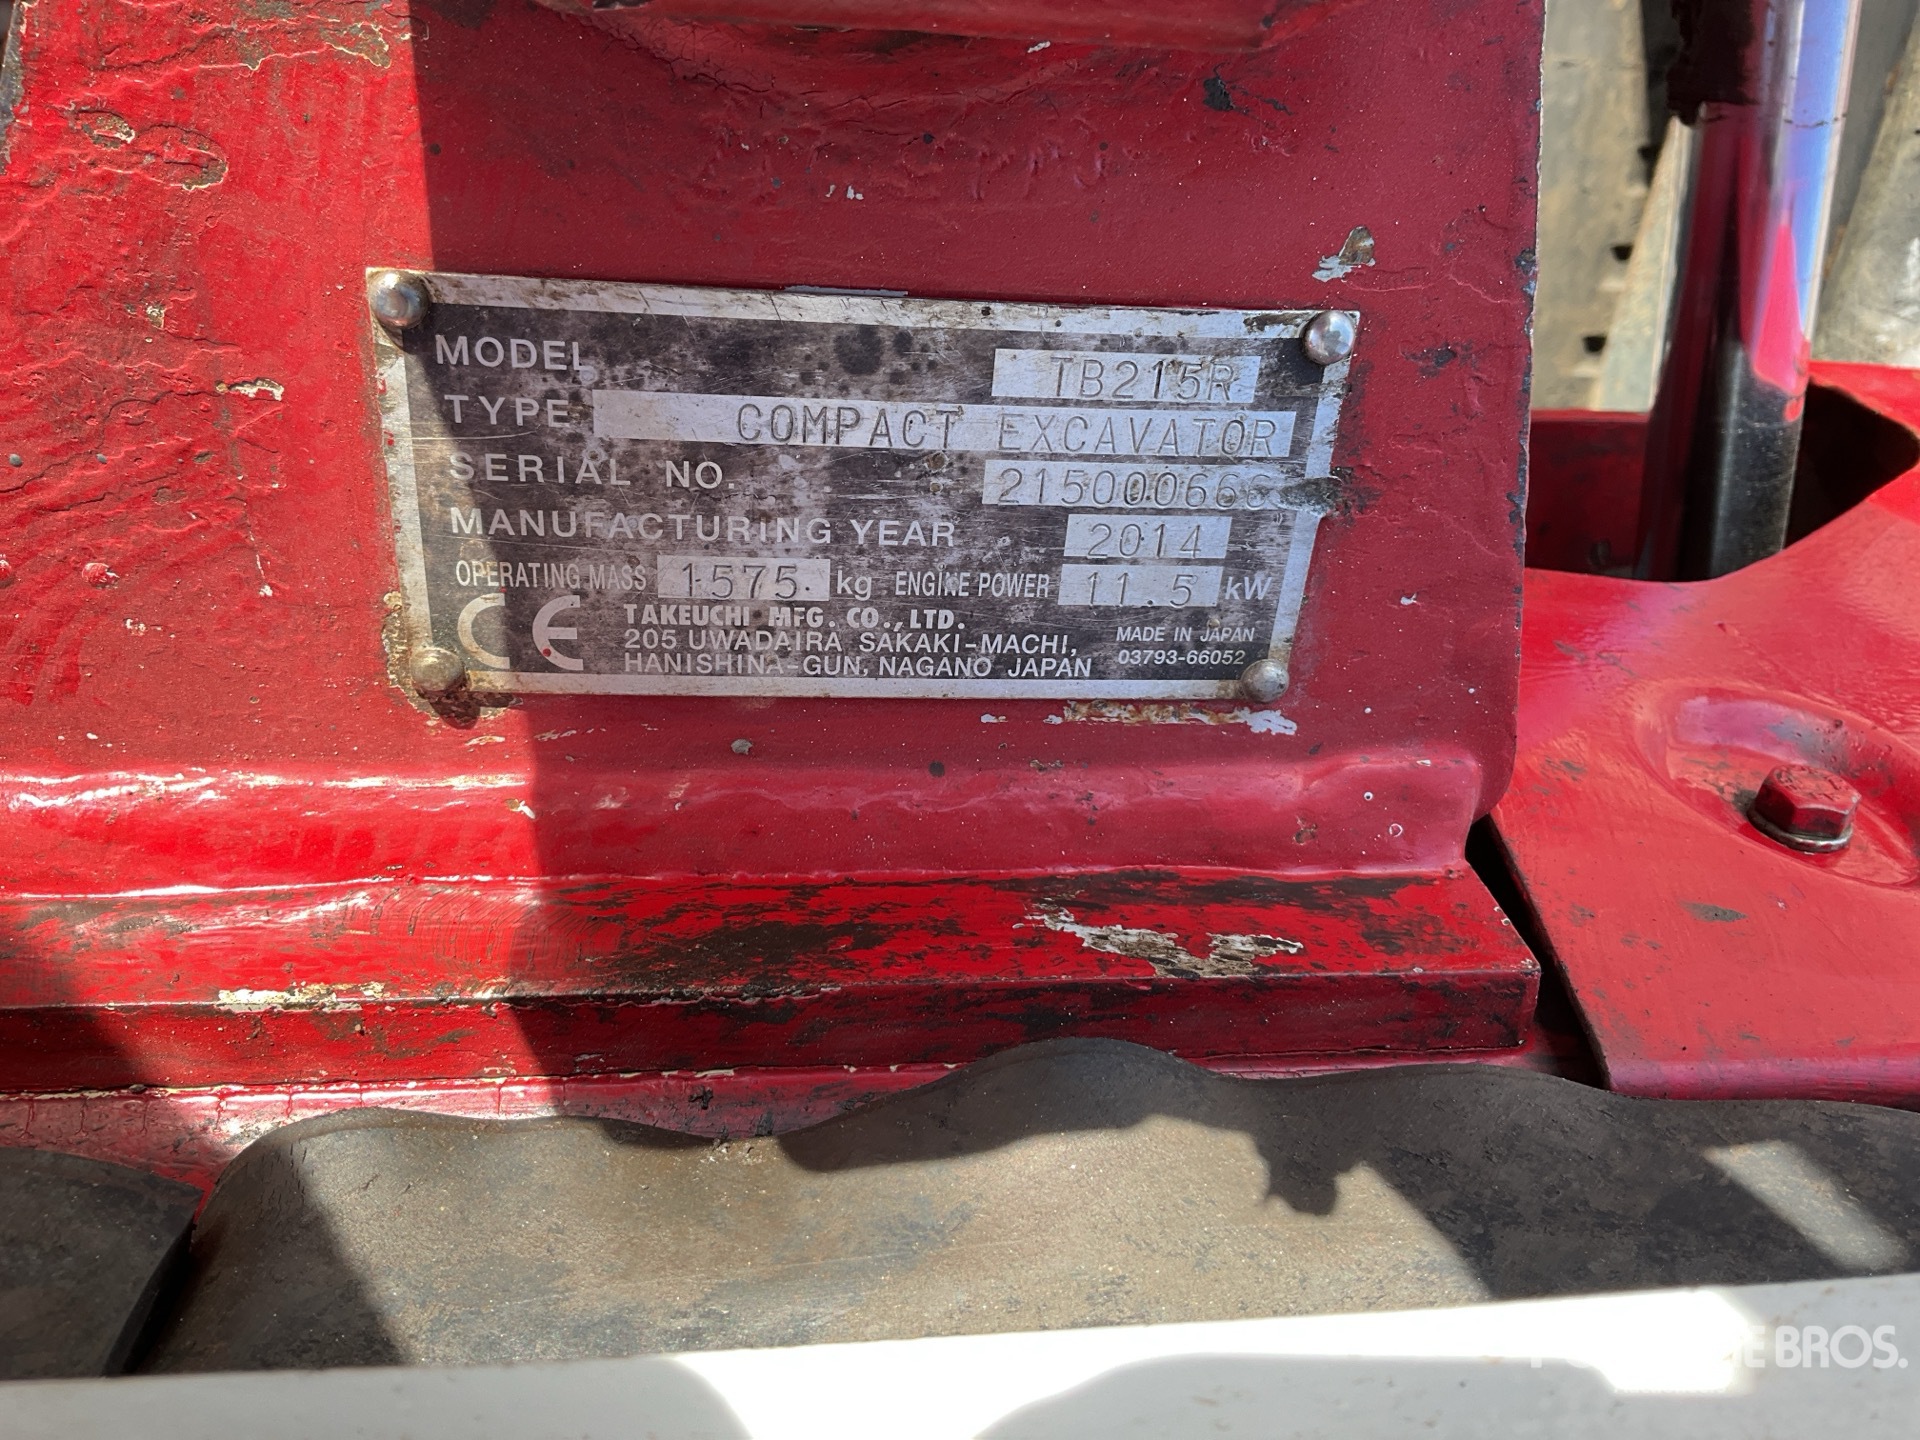 MODEL TB215R
TYPE COMPACT EXCAVATOR
SERIAL NO. 215000666
MANUFACTURING YEAR 2014
OPERATING MASS 1575 kg ENGINE POWER 11.5 kW
CE TAKEUCHI MFG. CO., LTD.
205 UWADAIRA SAKAKI-MACHI, MADE IN JAPAN
HANISHINA-GUN, NAGANO JAPAN 03793-66052
BROS.